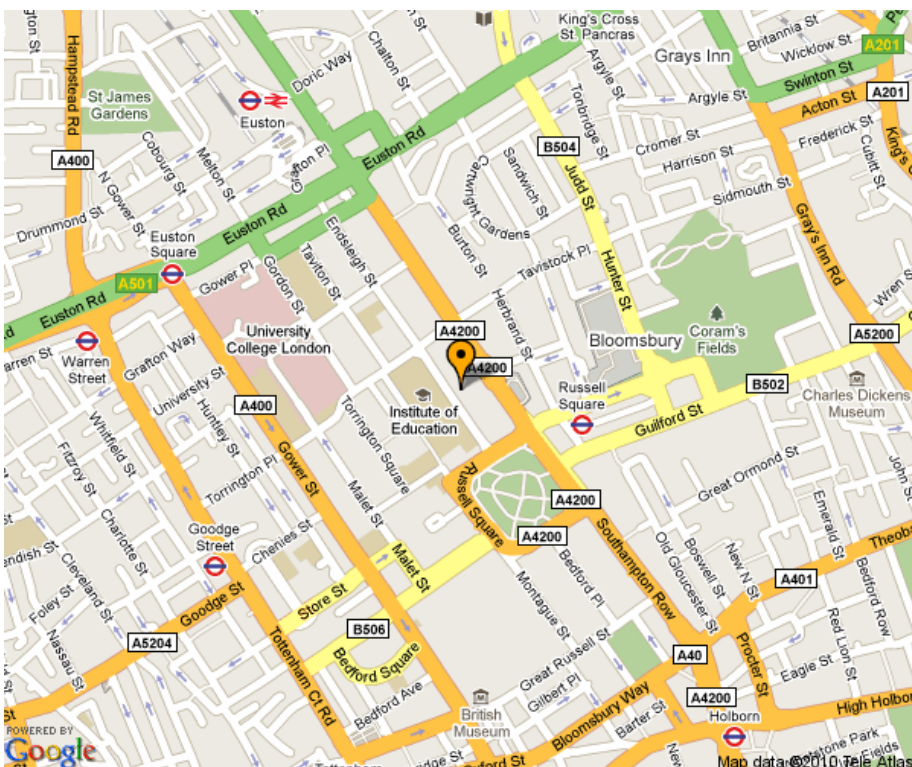 King's Cross
St. Pancras
Grays Inn
Britannia St
Wicklow St
A201
Swinton St
Acton St
A201
Hampstead Rd
Doric Way
Chalton St
Argyle St
Tonbridge St
Argyle St
St James
Gardens
Euston
Euston Rd
B504
Judd St
Cromer St
Harrison St
Frederick St
Cubitt St
King's
A400
Cobourg St
Melton St
Grafton Pl
Cartwright Gardens
Sandwich St
Sidmouth St
N Gower St
Drummond St
Euston Rd
Endsleigh St
Burton St
Tavistock Pl
Hunter St
Gray's Inn Rd
Euston
Square
Taviton St
Gordon St
Gower Pl
A501
Euston Rd
Herbrand St
Wren St
Warren
Street
Grafton Way
University
College London
A4200
A4200
Bloomsbury
Coram's
Fields
A5200
University St
Huntley St
A400
Institute of
Education
Russell
Square
B502
Guilford St
Charles Dickens
Museum
Whitfield St
Fitzroy St
Gower St
Torrington Square
Torrington Pl
Malet St
Russell Square
A4200
Great Ormond St
John St
Goodge
Street
Charlotte St
Chenies St
A4200
Southampton Row
Old Gloucester St
Boswell St
New N St
Emerald St
Bedford Row
Theoba
Cleveland St
Foley St
Nassau St
Goodge St
Store St
Malet St
Montague St
Bedford Pl
A401
Red Lion St
A5204
B506
Bedford Square
Tottenham Ct Rd
Great Russell St
A40
Procter St
Eagle St
Gilbert Pl
Bloomsbury Way
A4200
High Holborn
Bedford Ave
British
Museum
Barter St
Holborn
POWERED BY
Google
Map data ©2010 Tele Atlas